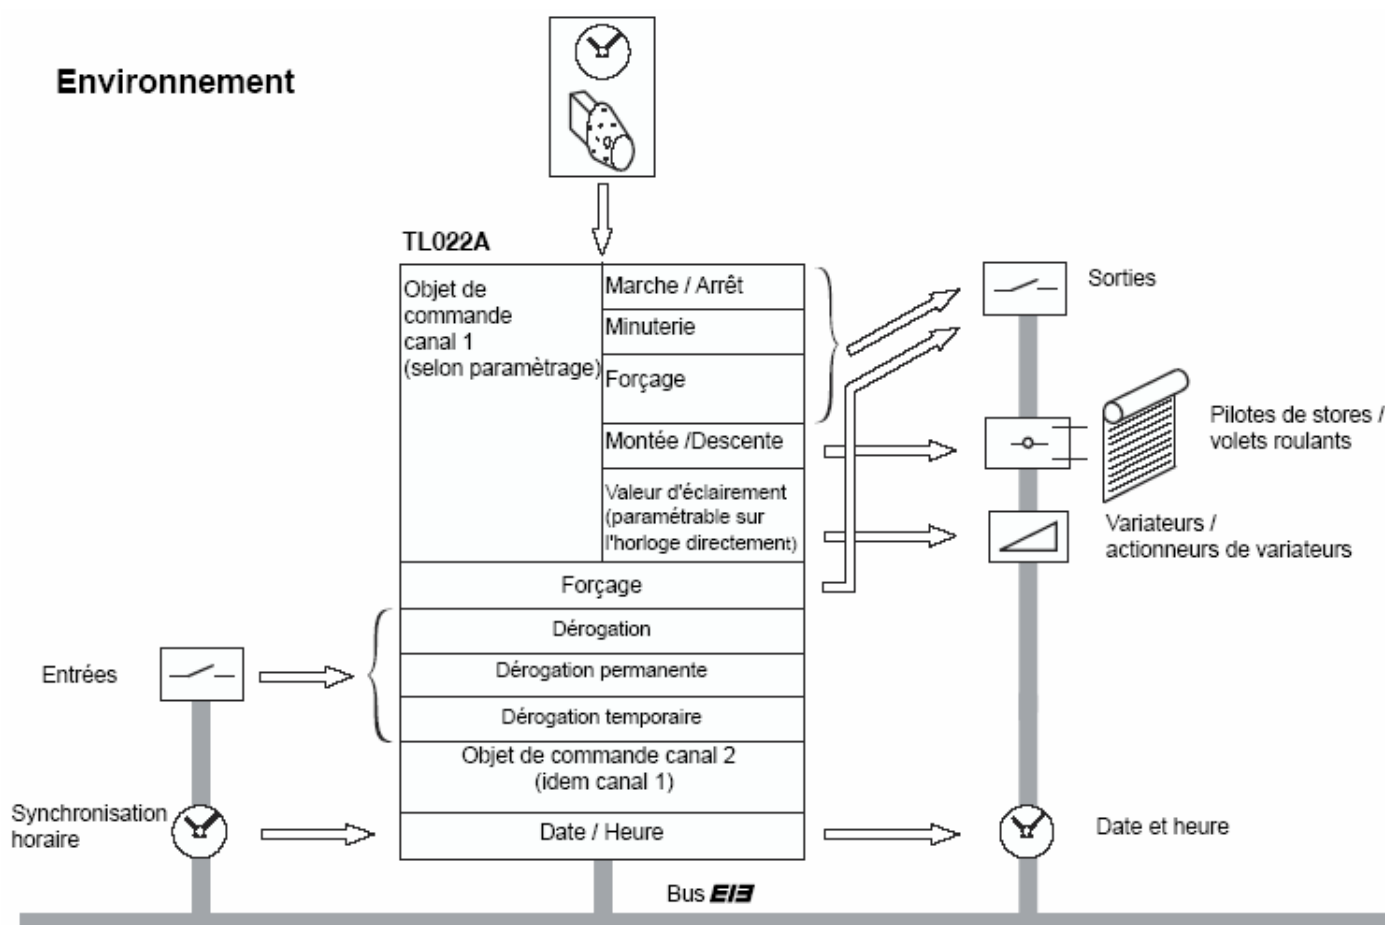 Environnement
TL022A
Objet de
commande
canal 1
(selon paramètrage)
Marche / Arrêt
Minuterie
Forçage
Montée /Descente
Valeur d'éclairement
(paramétrable sur
l'horloge directement)
Forçage
Dérogation
Dérogation permanente
Dérogation temporaire
Objet de commande canal 2
(idem canal 1)
Date / Heure
Entrées
Synchronisation
horaire
Sorties
Pilotes de stores /
volets roulants
Variateurs /
actionneurs de variateurs
Date et heure
Bus EIB